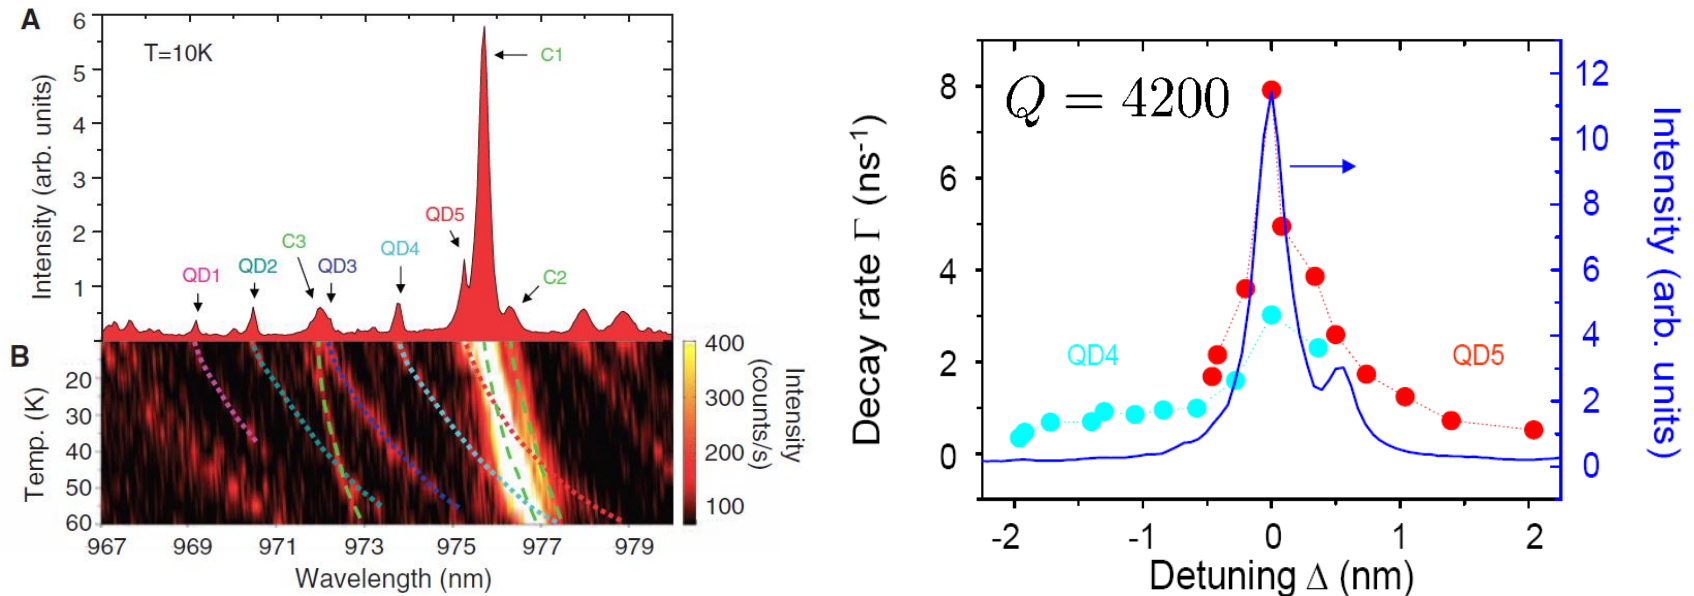 A
T=10K
Intensity (arb. units)
6
5
4
3
2
1
C1
QD5
QD4
C3
QD3
QD2
QD1
C2
B
Temp. (K)
20
30
40
50
60
967
969
971
973
975
977
979
Wavelength (nm)
400
300
200
100
Intensity
(counts/s)
Q = 4200
Decay rate Γ (ns⁻¹)
8
6
4
2
0
QD4
QD5
-2
-1
0
1
2
Detuning Δ (nm)
12
10
8
6
4
2
0
Intensity (arb. units)